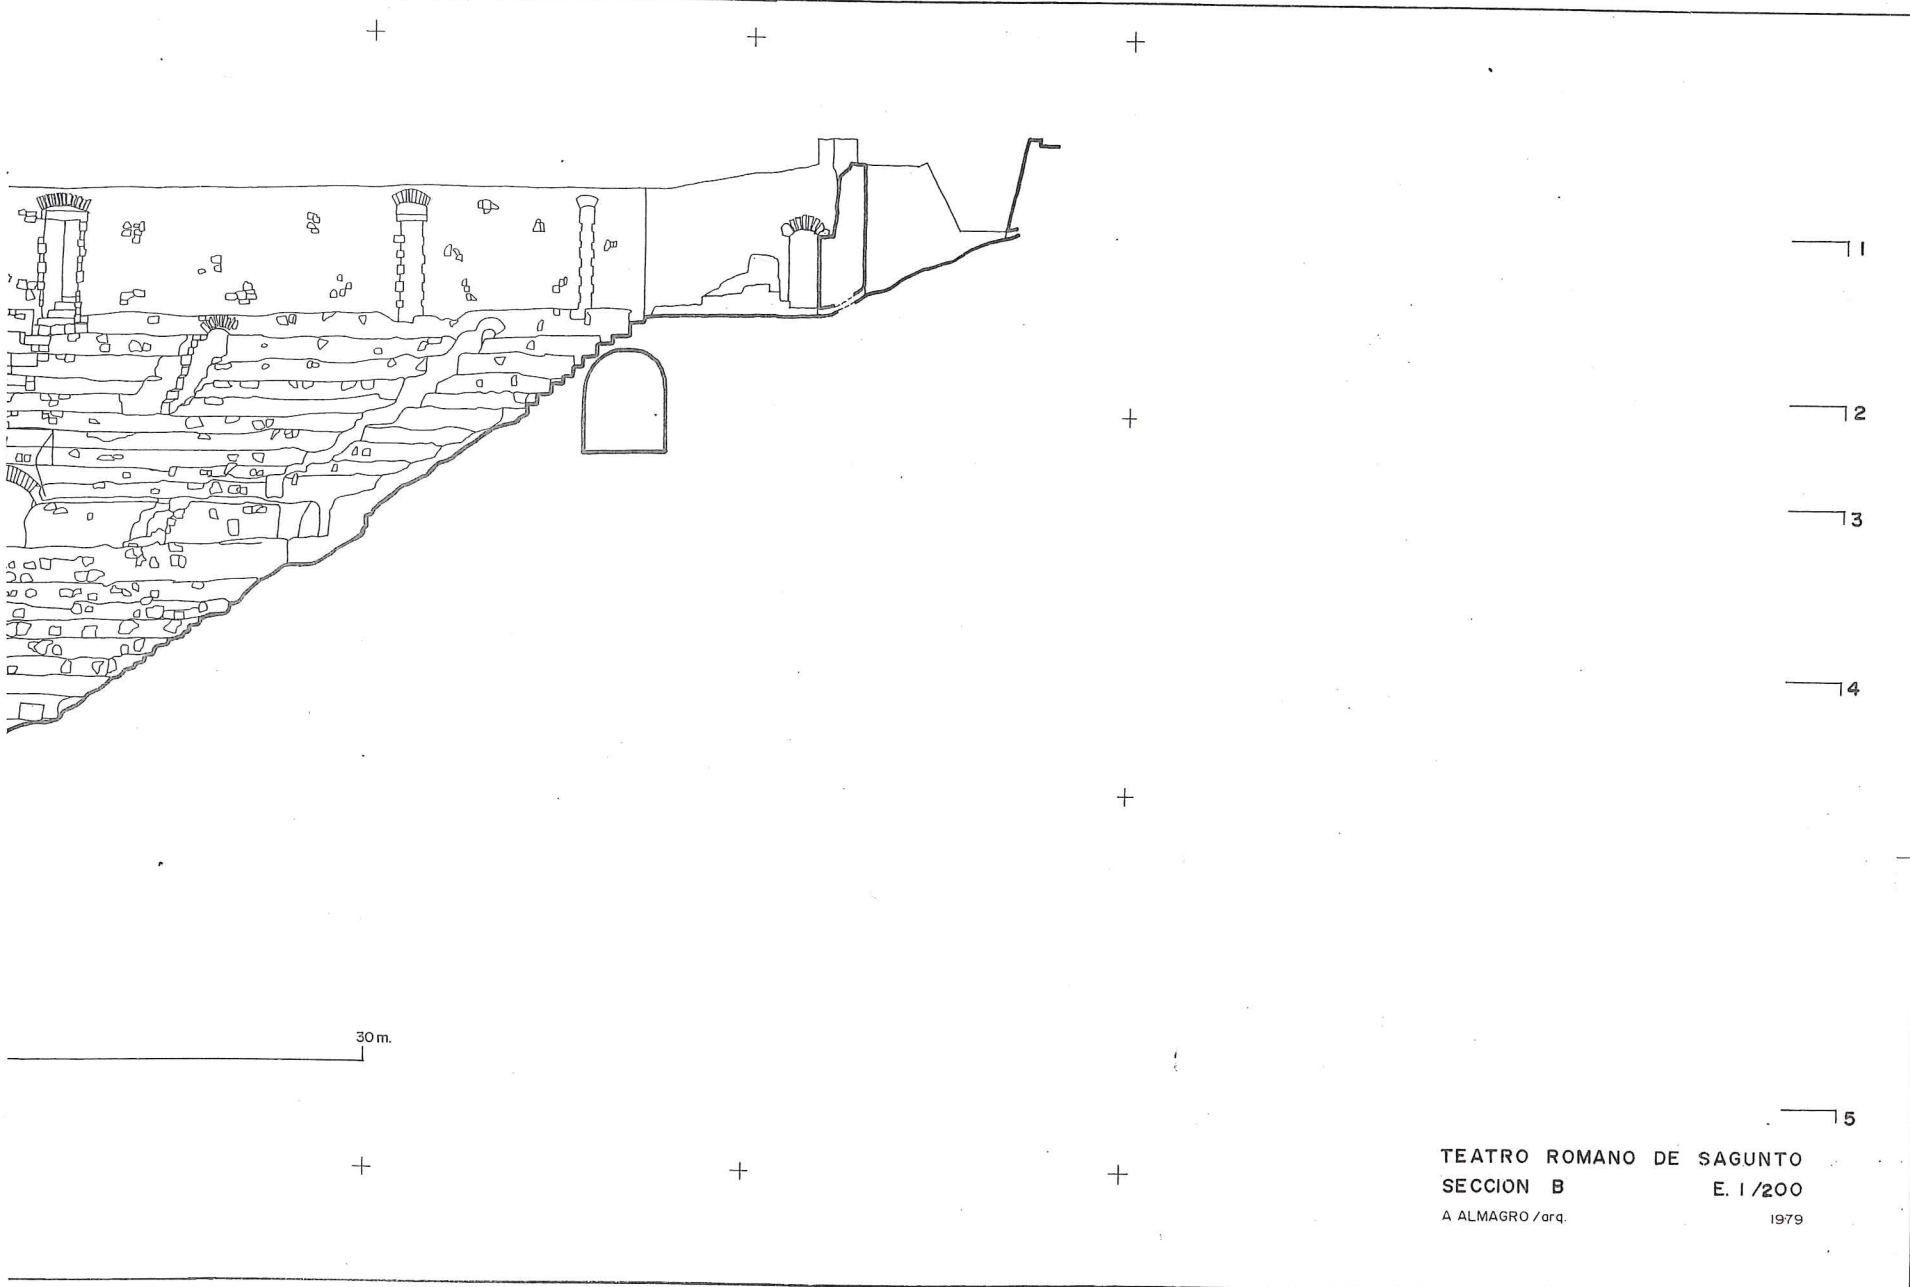 1
2
3
4
30 m.
5
TEATRO ROMANO DE SAGUNTO
SECCION B E. 1/200
A ALMAGRO/arq. 1979